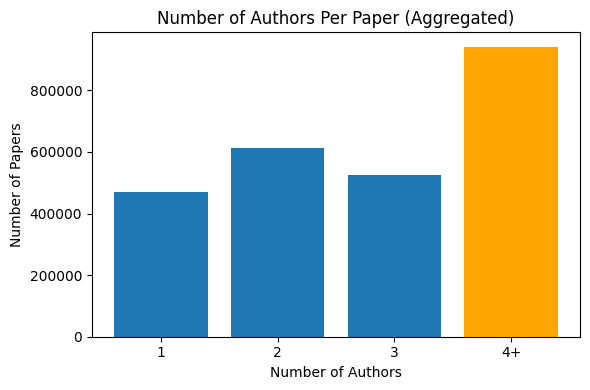 Number of Authors Per Paper (Aggregated)
Number of Papers
800000
600000
400000
200000
0
1 2 3 4+
Number of Authors